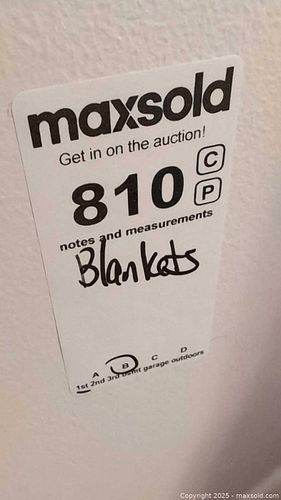 maxsold
Get in on the auction!
810 C
P
notes and measurements
Blankets
A B C D
1st 2nd 3rd bsmt garage outdoors
Copyright 2025 - maxsold.com